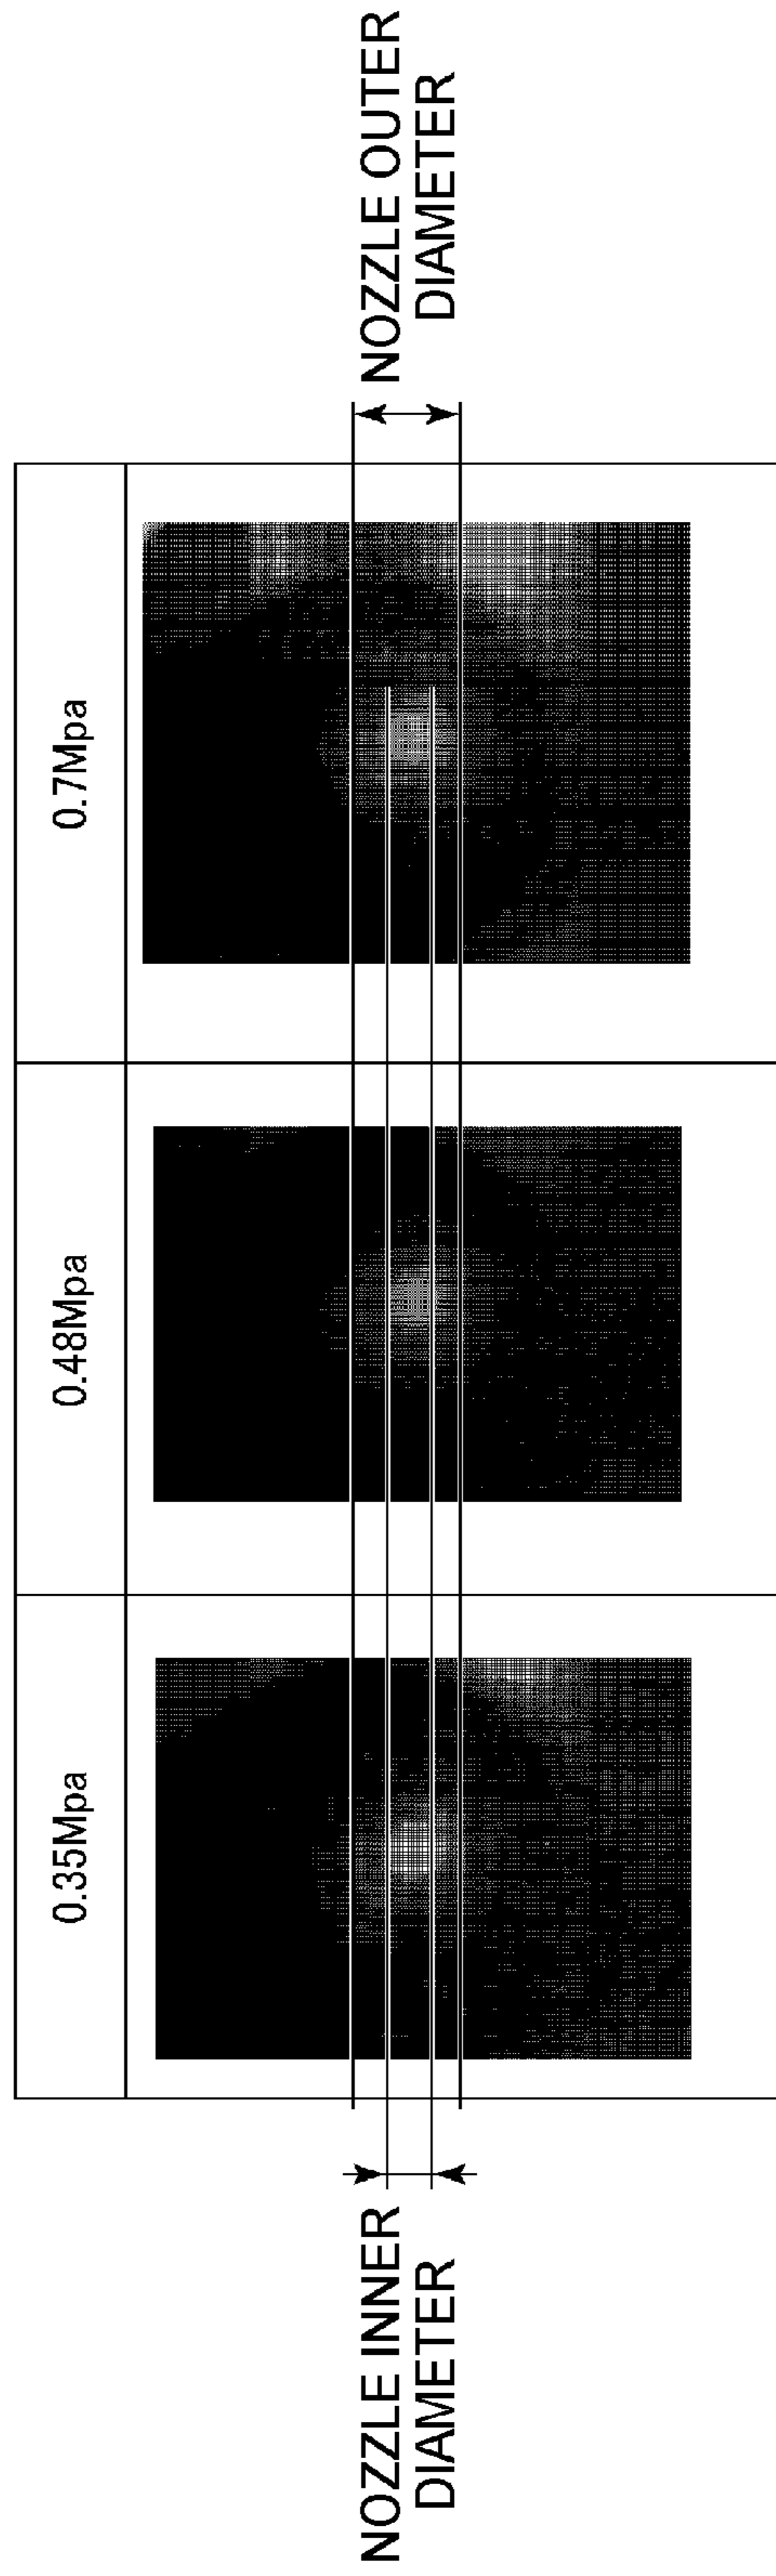 0.35Mpa
0.48Mpa
0.7Mpa
NOZZLE INNER
DIAMETER
NOZZLE OUTER
DIAMETER